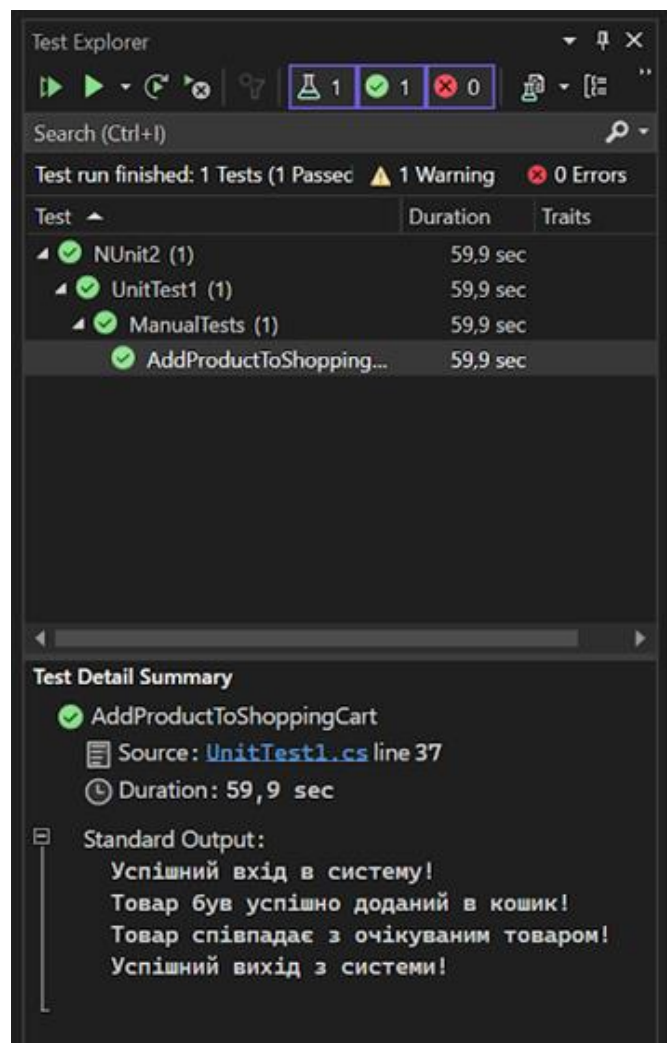 Test Explorer
1 1 0 "
Search (Ctrl+I)
Test run finished: 1 Tests (1 Passed 1 Warning 0 Errors
Test Duration Traits
NUnit2 (1) 59,9 sec
UnitTest1 (1) 59,9 sec
ManualTests (1) 59,9 sec
AddProductToShopping... 59,9 sec
Test Detail Summary
AddProductToShoppingCart
Source: UnitTest1.cs line 37
Duration: 59,9 sec
Standard Output:
Успішний вхід в систему!
Товар був успішно доданий в кошик!
Товар співпадає з очікуваним товаром!
Успішний вихід з системи!